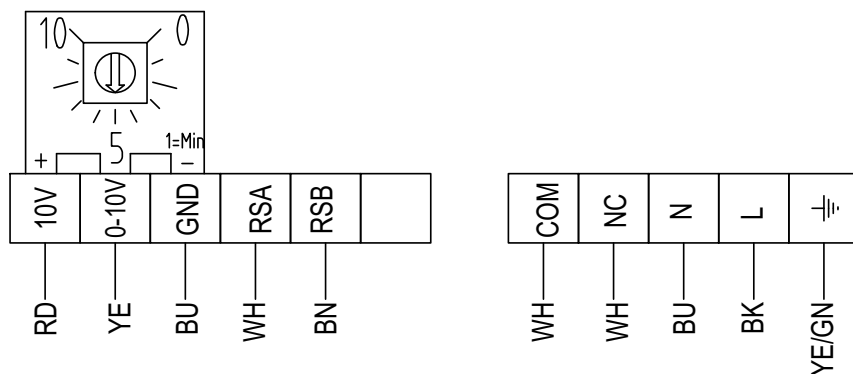 10 0
5 1=Min
+ -
10V 0-10V GND RSA RSB
COM NC N L
RD YE BU WH BN
WH WH BU BK YE/GN